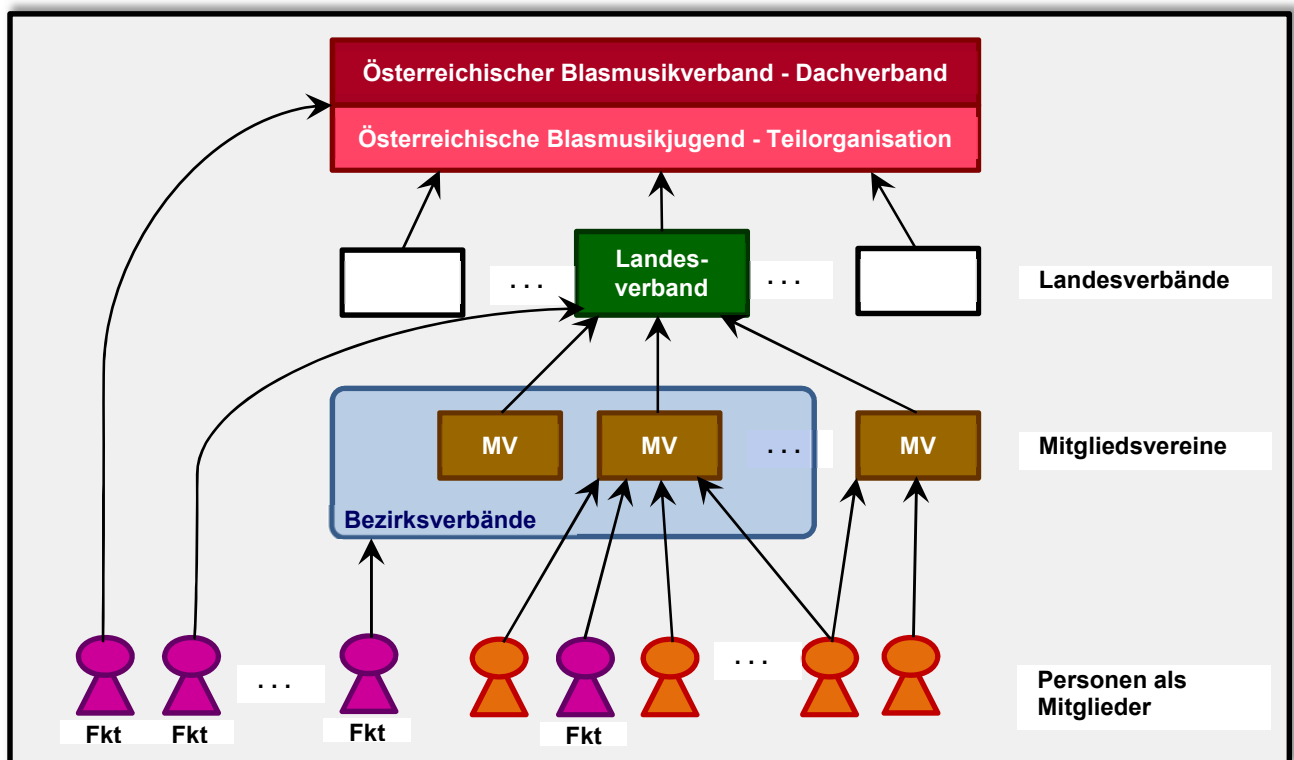 Österreichischer Blasmusikverband - Dachverband
Österreichische Blasmusikjugend - Teilorganisation
. . .
Landes-
verband
. . .
Landesverbände
MV
MV
. . .
MV
Mitgliedsvereine
Bezirksverbände
. . .
. . .
Personen als
Mitglieder
Fkt
Fkt
Fkt
Fkt